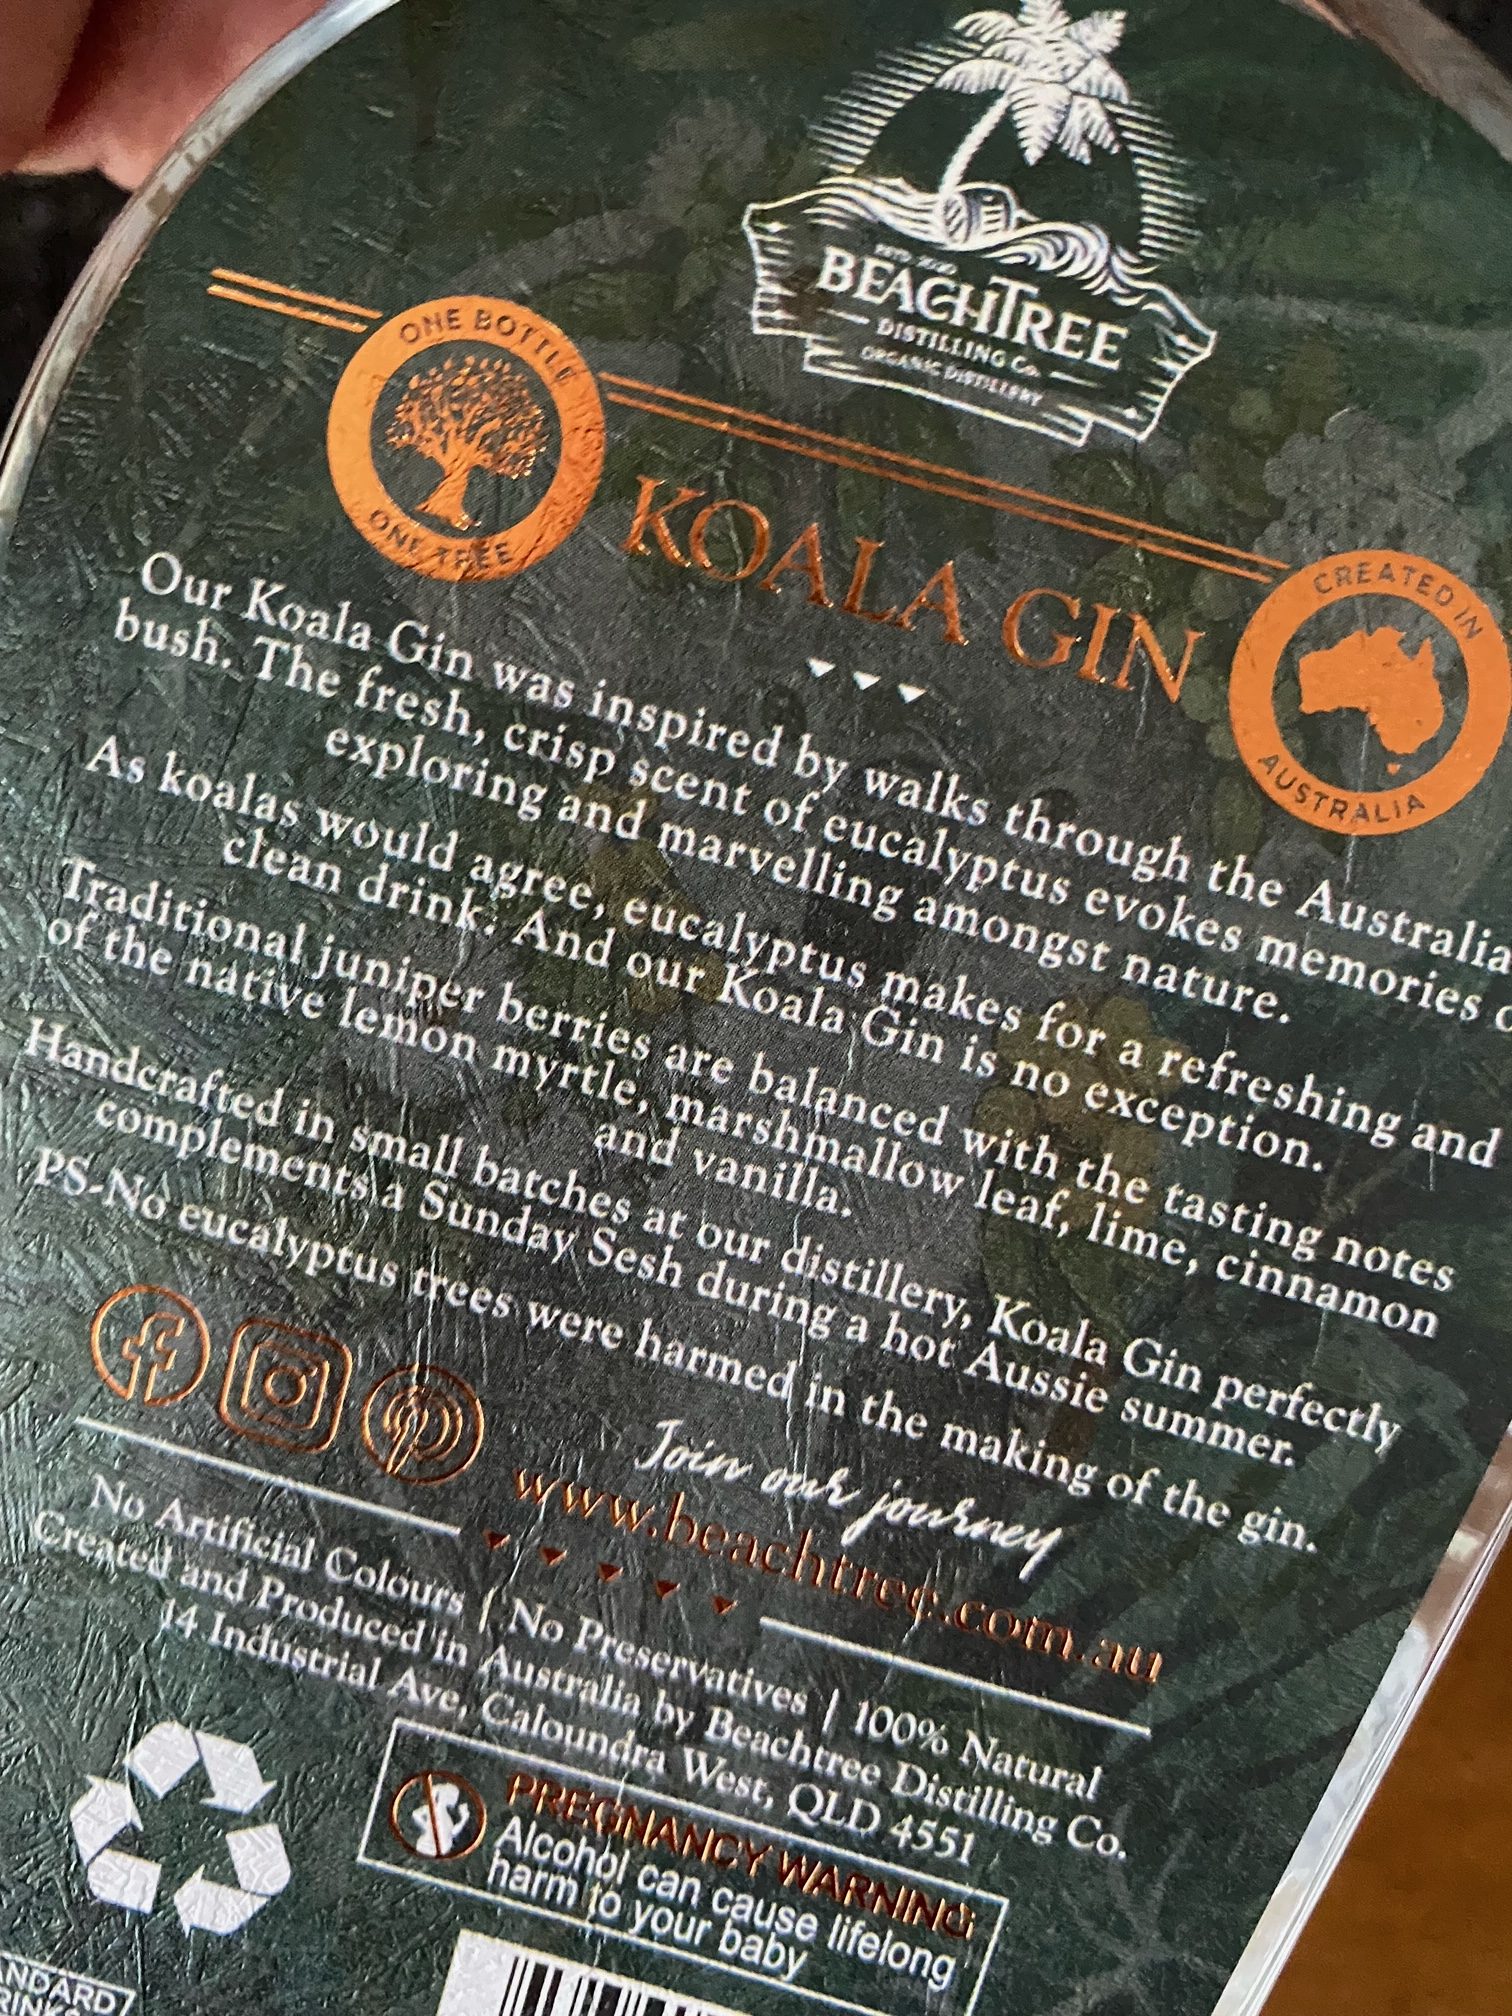 ESTD. 2020
BEACHTREE
DISTILLING Co.
ORGANIC DISTILLERY
ONE BOTTLE
ONE TREE
KOALA GIN
CREATED IN
AUSTRALIA
Our Koala Gin was inspired by walks through the Australia
bush. The fresh, crisp scent of eucalyptus evokes memories
exploring and marvelling amongst nature.
As koalas would agree, eucalyptus makes for a refreshing and
clean drink. And our Koala Gin is no exception.
Traditional juniper berries are balanced with the tasting notes
of the native lemon myrtle, marshmallow leaf, lime, cinnamon
and vanilla.
Handcrafted in small batches at our distillery, Koala Gin perfectly
complements a Sunday Sesh during a hot Aussie summer.
PS-No eucalyptus trees were harmed in the making of the gin.
Join our journey
www.beachtree.com.au
No Artificial Colours | No Preservatives | 100% Natural
Created and Produced in Australia by Beachtree Distilling Co.
14 Industrial Ave, Caloundra West, QLD 4551
PREGNANCY WARNING
Alcohol can cause lifelong
harm to your baby